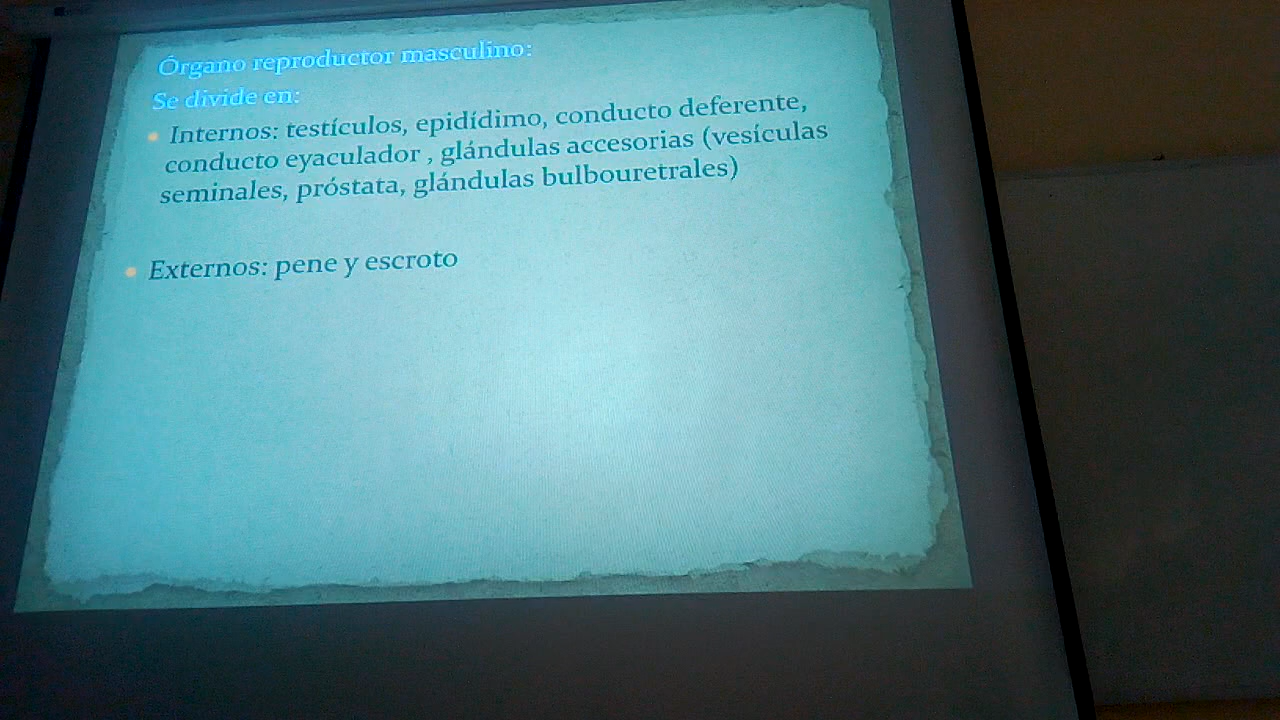 Órgano reproductor masculino:
Se divide en:
Internos: testículos, epidídimo, conducto deferente,
conducto eyaculador , glándulas accesorias (vesículas
seminales, próstata, glándulas bulbouretrales)
Externos: pene y escroto